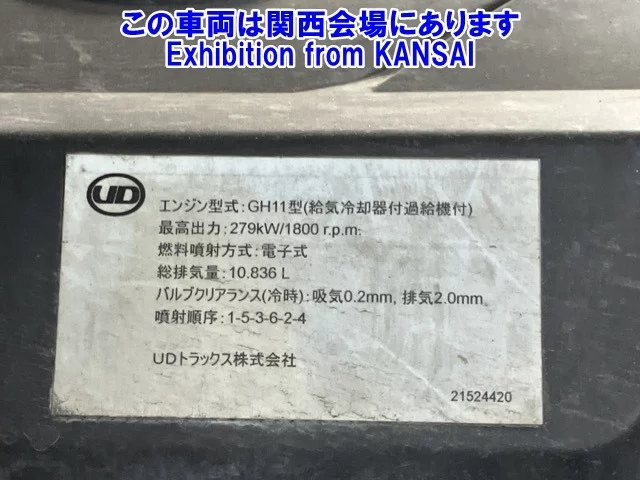 この車両は関西会場にあります
Exhibition from KANSAI
UD
エンジン型式:GH11型(給気冷却器付過給機付)
最高出力:279kW/1800 r.p.m.
燃料噴射方式:電子式
総排気量:10.836 L
バルブクリアランス(冷時):吸気0.2mm, 排気2.0mm
噴射順序:1-5-3-6-2-4
UDトラックス株式会社
21524420